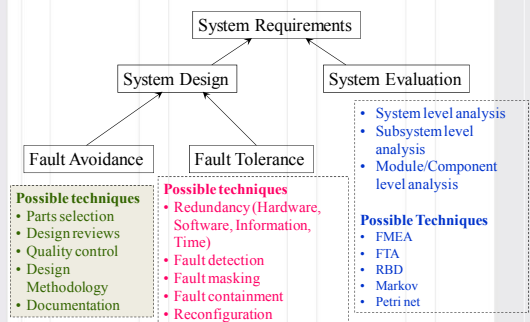 System Requirements
System Design
System Evaluation
Fault Avoidance
Fault Tolerance
Possible techniques
• Parts selection
• Design reviews
• Quality control
• Design
Methodology
• Documentation
Possible techniques
• Redundancy (Hardware,
Software, Information,
Time)
• Fault detection
• Fault masking
• Fault containment
• Reconfiguration
• System level analysis
• Subsystem level
analysis
• Module/Component
level analysis
Possible Techniques
• FMEA
• FTA
• RBD
• Markov
• Petri net